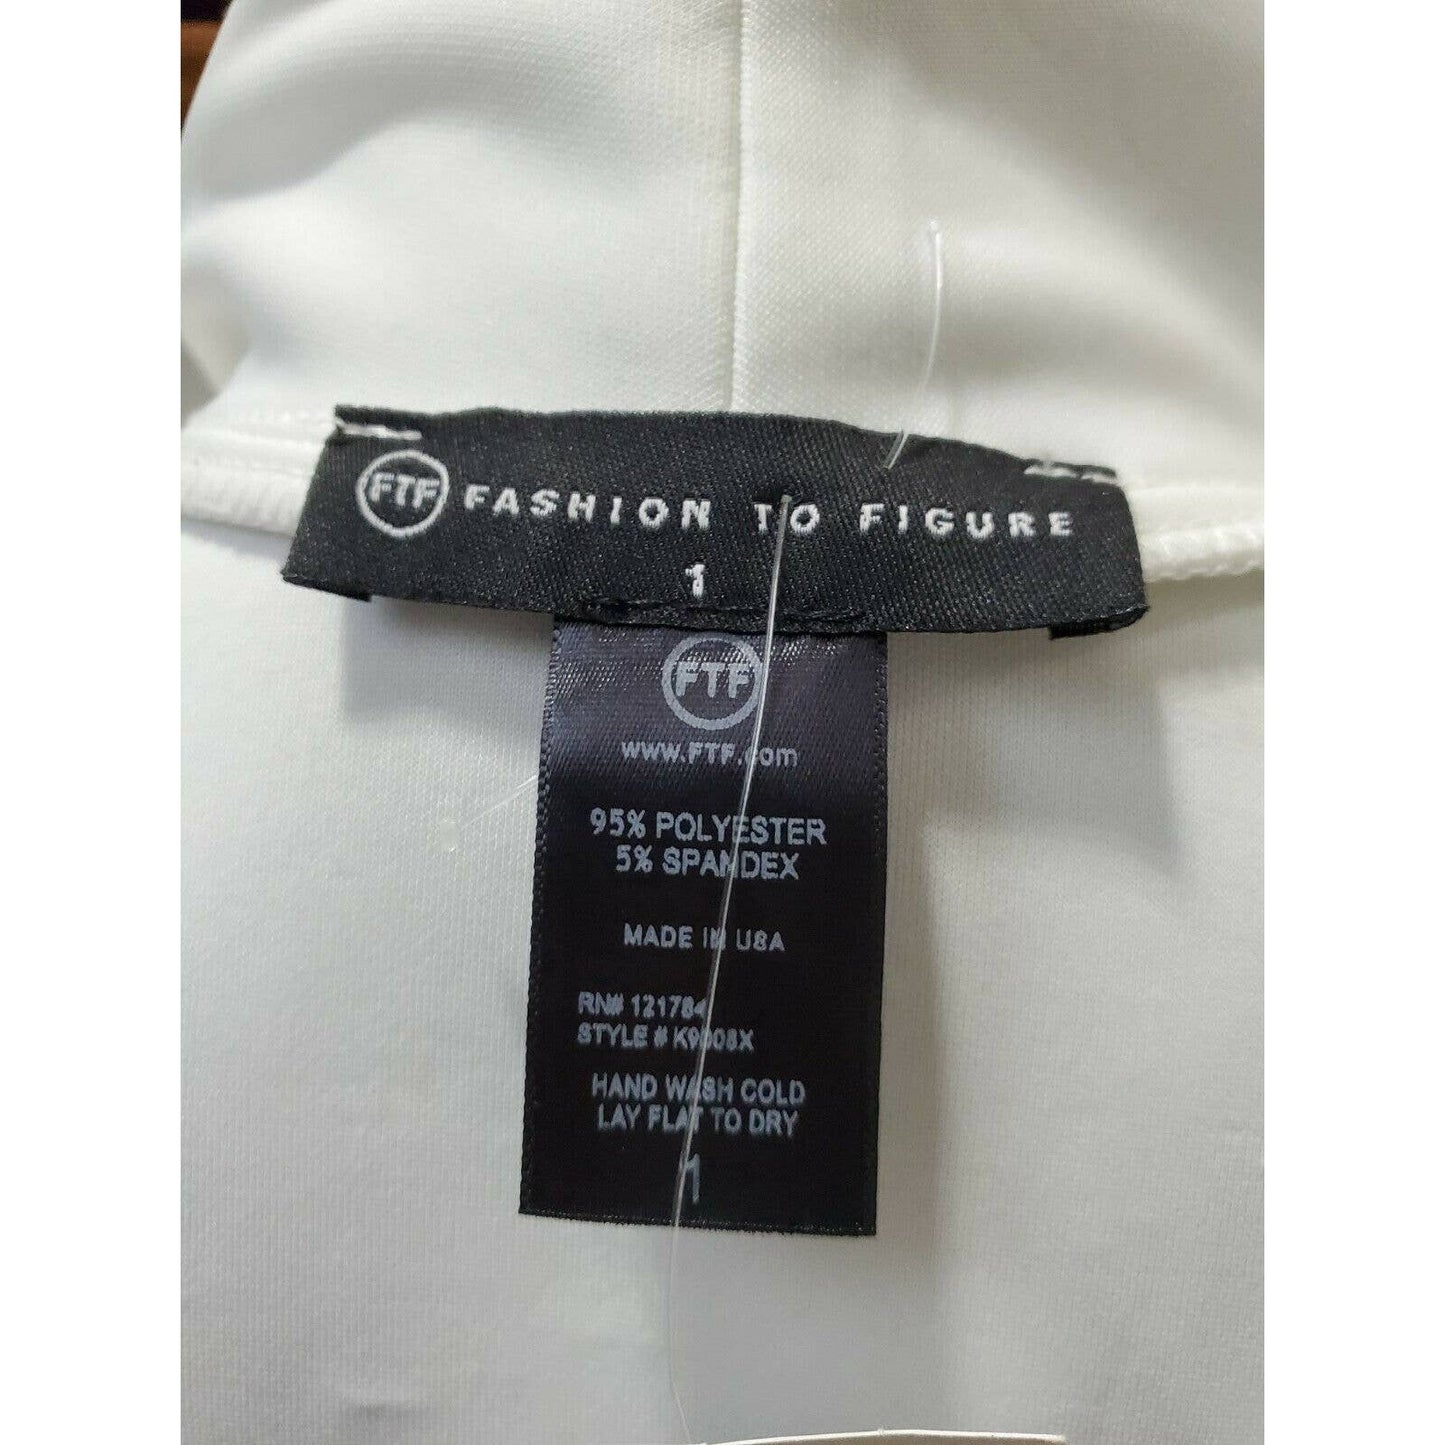 FTF FASHION TO FIGURE
1
FTF
www.FTF.com
95% POLYESTER
5% SPANDEX
MADE IN USA
RN# 121784
STYLE #
HAND WASH COLD
LAY FLAT TO DRY
1